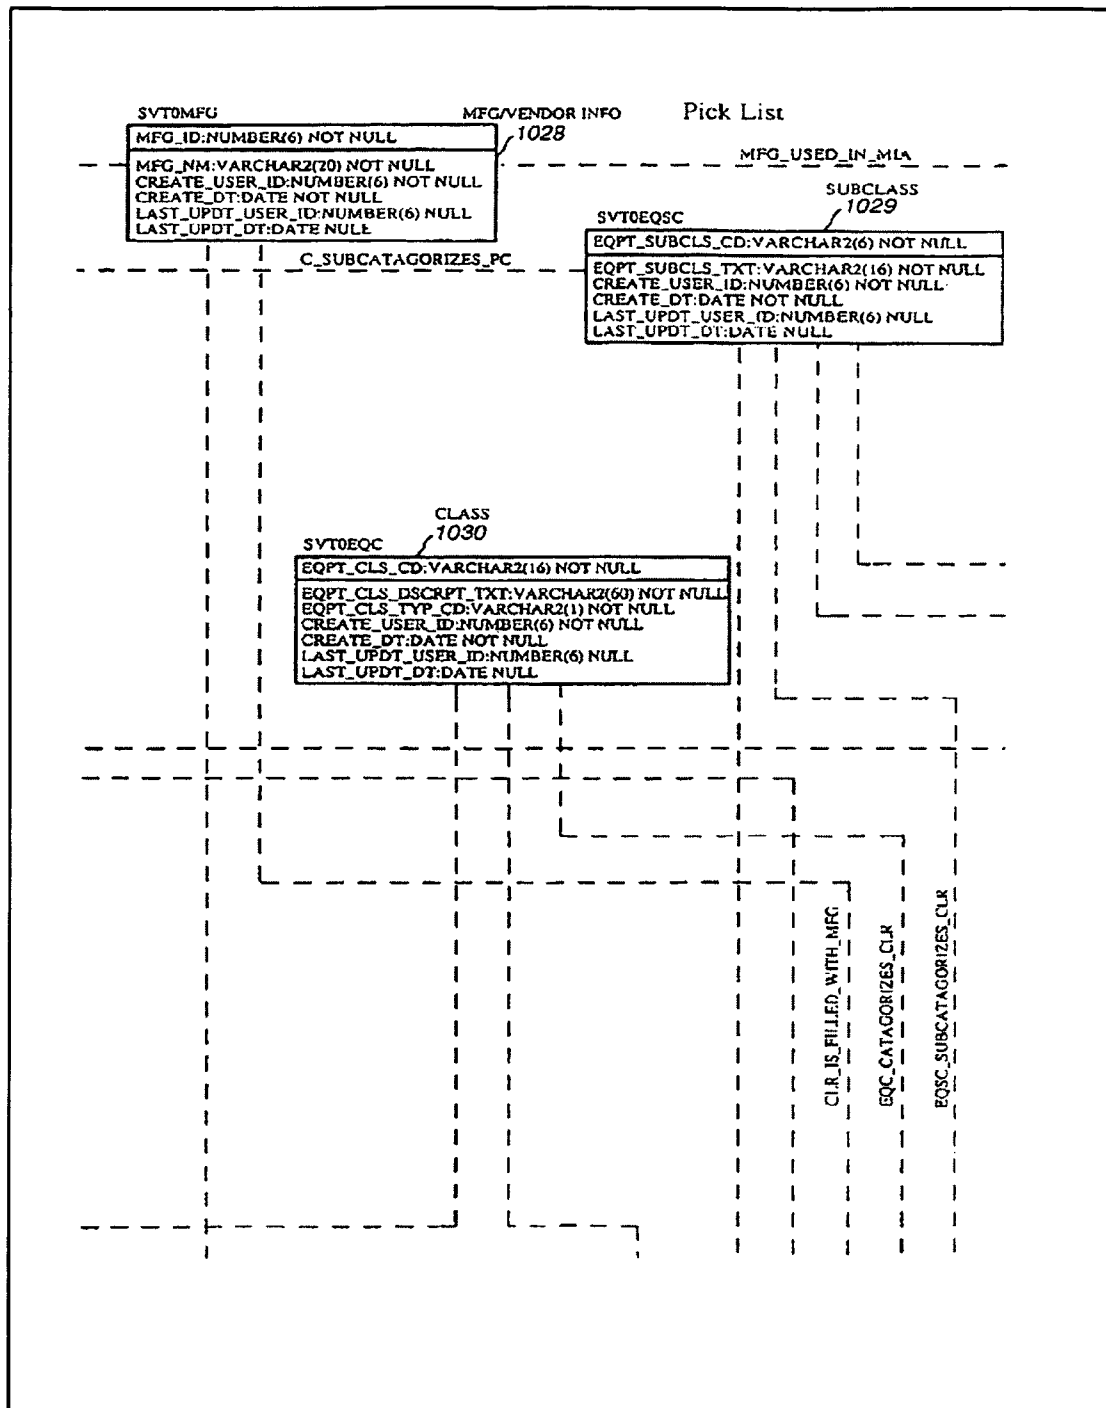 Pick List
SVT0MFG
MFG/VENDOR INFO
1028
MFG_ID:NUMBER(6) NOT NULL
MFG_NM:VARCHAR2(20) NOT NULL
CREATE_USER_ID:NUMBER(6) NOT NULL
CREATE_DT:DATE NOT NULL
LAST_UPDT_USER_ID:NUMBER(6) NULL
LAST_UPDT_DT:DATE NULL
MFG_USED_IN_MLA
SUBCLASS
1029
SVT0EQSC
EQPT_SUBCLS_CD:VARCHAR2(6) NOT NULL
EQPT_SUBCLS_TXT:VARCHAR2(16) NOT NULL
CREATE_USER_ID:NUMBER(6) NOT NULL
CREATE_DT:DATE NOT NULL
LAST_UPDT_USER_ID:NUMBER(6) NULL
LAST_UPDT_DT:DATE NULL
C_SUBCATAGORIZES_PC
CLASS
1030
SVT0EQC
EQPT_CLS_CD:VARCHAR2(16) NOT NULL
EQPT_CLS_DSCRPT_TXT:VARCHAR2(60) NOT NULL
EQPT_CLS_TYP_CD:VARCHAR2(1) NOT NULL
CREATE_USER_ID:NUMBER(6) NOT NULL
CREATE_DT:DATE NOT NULL
LAST_UPDT_USER_ID:NUMBER(6) NULL
LAST_UPDT_DT:DATE NULL
CLR_IS_FILLED_WITH_MFG
EQC_CATAGORIZES_CLR
EQSC_SUBCATAGORIZES_CLR